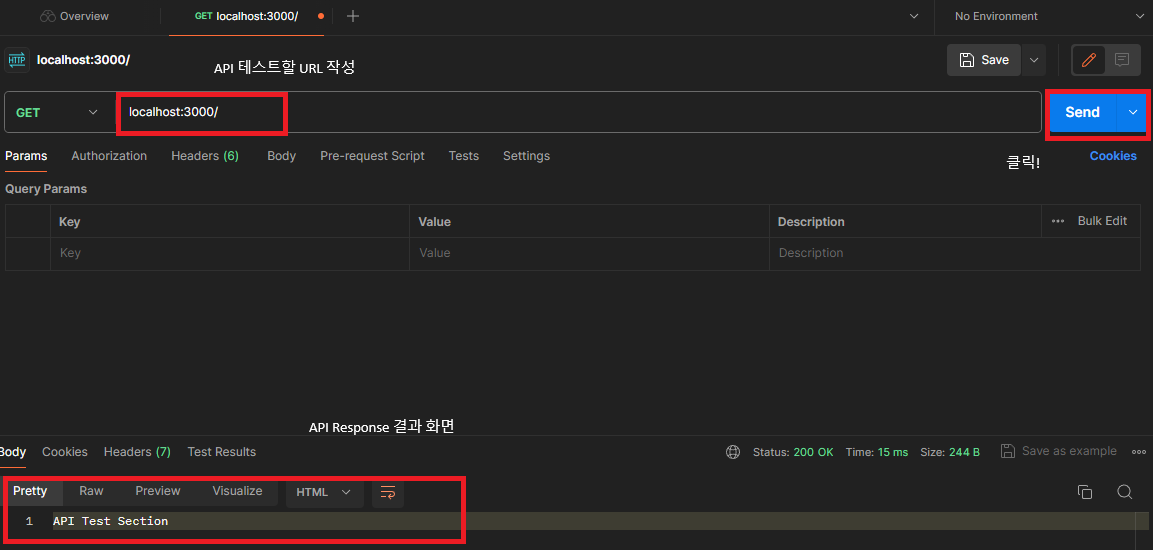 Overview GET localhost:3000/ No Environment
HTTP localhost:3000/ Save
API 테스트할 URL 작성
GET localhost:3000/ Send
Params Authorization Headers (6) Body Pre-request Script Tests Settings Cookies
클릭!
Query Params
Key Value Description Bulk Edit
Key Value Description
API Response 결과 화면
Body Cookies Headers (7) Test Results Status: 200 OK Time: 15 ms Size: 244 B Save as example
Pretty Raw Preview Visualize HTML
1 API Test Section